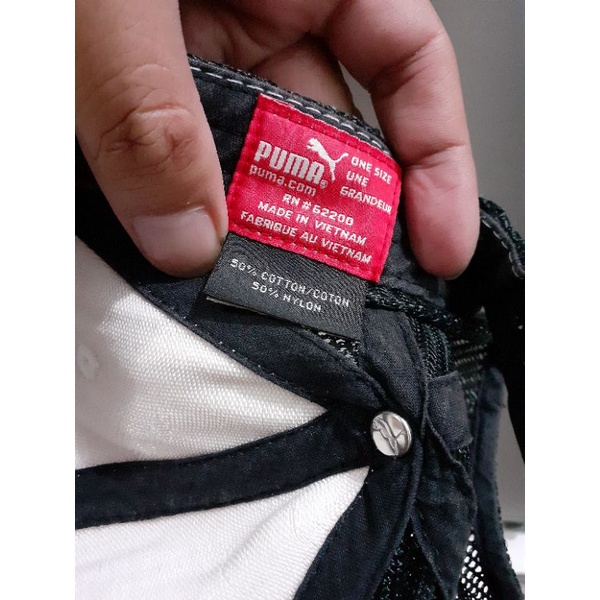 PUMA®
puma.com
ONE SIZE
UNE
GRANDEUR
RN # 62200
MADE IN VIETNAM
FABRIQUE AU VIETNAM
50% COTTON/COTON
50% NYLON